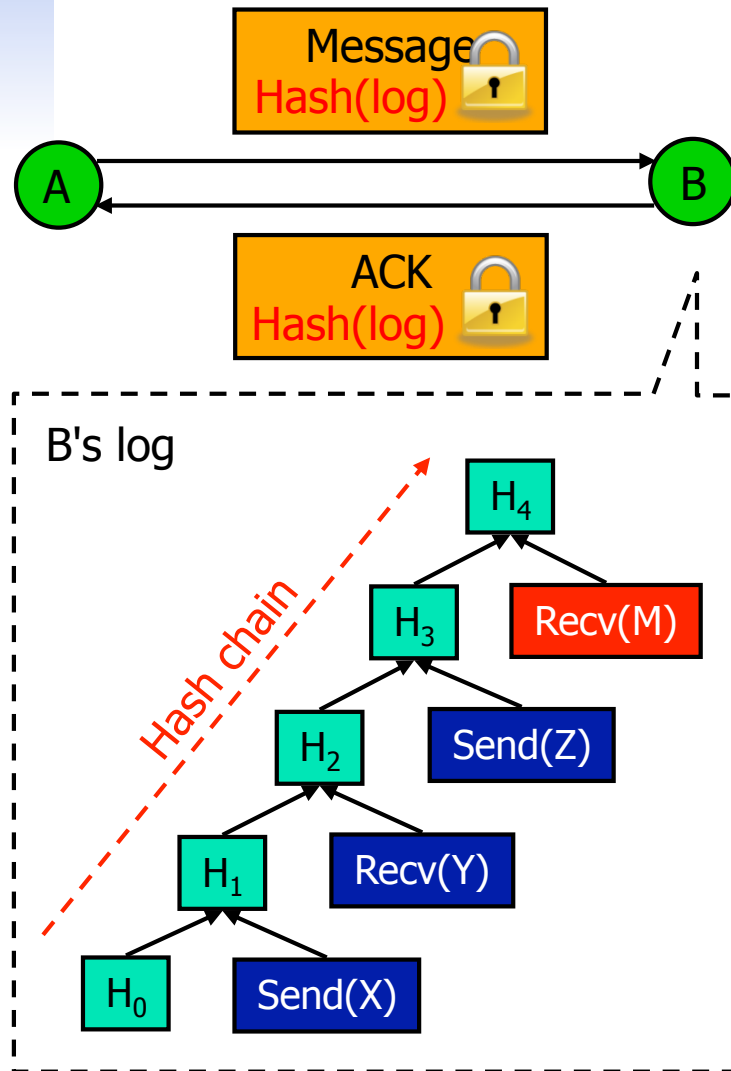 Message
Hash(log)
A
B
ACK
Hash(log)
B's log
H₄
Hash chain
H₃
Recv(M)
H₂
Send(Z)
H₁
Recv(Y)
H₀
Send(X)